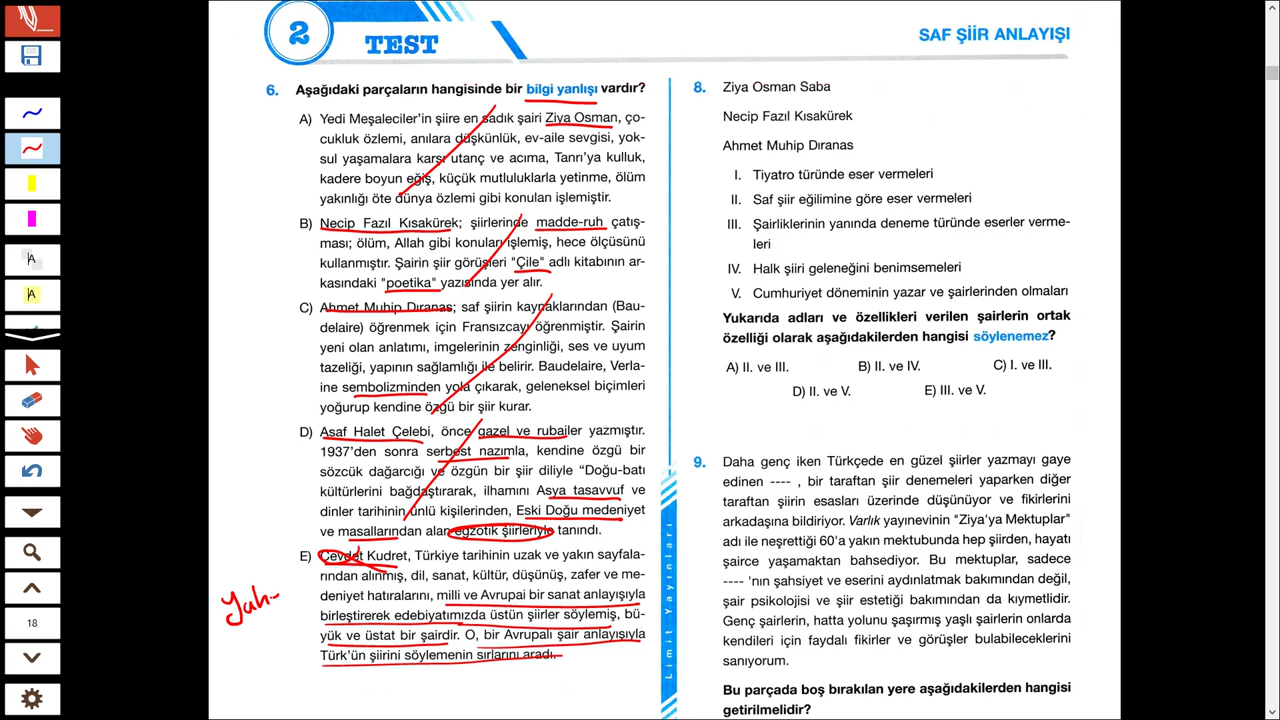 2
TEST
SAF ŞİİR ANLAYIŞI
6. Aşağıdaki parçaların hangisinde bir bilgi yanlışı vardır?
A) Yedi Meşaleciler'in şiire en sadık şairi Ziya Osman, ço-
cukluk özlemi, anılara düşkünlük, ev-aile sevgisi, yok-
sul yaşamalara karşı utanç ve acıma, Tanrı'ya kulluk,
kadere boyun eğiş, küçük mutluluklarla yetinme, ölüm
yakınlığı öte dünya özlemi gibi konulan işlemiştir.
B) Necip Fazıl Kısakürek; şiirlerinde madde-ruh çatış-
ması; ölüm, Allah gibi konuları işlemiş, hece ölçüsünü
kullanmıştır. Şairin şiir görüşleri "Çile" adlı kitabının ar-
kasındaki "poetika" yazısında yer alır.
C) Ahmet Muhip Dıranas; saf şiirin kaynaklarından (Bau-
delaire) öğrenmek için Fransızcayı öğrenmiştir. Şairin
yeni olan anlatımı, imgelerinin zenginliği, ses ve uyum
tazeliği, yapının sağlamlığı ile belirir. Baudelaire, Verla-
ine sembolizminden yola çıkarak, geleneksel biçimleri
yoğurup kendine özgü bir şiir kurar.
D) Asaf Halet Çelebi, önce gazel ve rubailer yazmıştır.
1937'den sonra serbest nazımla, kendine özgü bir
sözcük dağarcığı ve özgün bir şiir diliyle "Doğu-batı
kültürlerini bağdaştırarak, ilhamını Asya tasavvuf ve
dinler tarihinin ünlü kişilerinden, Eski Doğu medeniyet
ve masallarından alan egzotik şiirleriyle tanındı.
E) Cevdet Kudret, Türkiye tarihinin uzak ve yakın sayfala-
rından alınmış, dil, sanat, kültür, düşünüş, zafer ve me-
deniyet hatıralarını, milli ve Avrupai bir sanat anlayışıyla
birleştirerek edebiyatımızda üstün şiirler söylemiş, bü-
yük ve üstat bir şairdir. O, bir Avrupalı şair anlayışıyla
Türk'ün şiirini söylemenin sırlarını aradı.
Yah-
Limit Yayınları
8. Ziya Osman Saba
Necip Fazıl Kısakürek
Ahmet Muhip Dıranas
I. Tiyatro türünde eser vermeleri
II. Saf şiir eğilimine göre eser vermeleri
III. Şairliklerinin yanında deneme türünde eserler verme-
leri
IV. Halk şiiri geleneğini benimsemeleri
V. Cumhuriyet döneminin yazar ve şairlerinden olmaları
Yukarıda adları ve özellikleri verilen şairlerin ortak
özelliği olarak aşağıdakilerden hangisi söylenemez?
A) II. ve III. B) II. ve IV. C) I. ve III.
D) II. ve V. E) III. ve V.
9. Daha genç iken Türkçede en güzel şiirler yazmayı gaye
edinen ---- , bir taraftan şiir denemeleri yaparken diğer
taraftan şiirin esasları üzerinde düşünüyor ve fikirlerini
arkadaşına bildiriyor. Varlık yayınevinin "Ziya'ya Mektuplar"
adı ile neşrettiği 60'a yakın mektubunda hep şiirden, hayatı
şairce yaşamaktan bahsediyor. Bu mektuplar, sadece
---- 'nın şahsiyet ve eserini aydınlatmak bakımından değil,
şair psikolojisi ve şiir estetiği bakımından da kıymetlidir.
Genç şairlerin, hatta yolunu şaşırmış yaşlı şairlerin onlarda
kendileri için faydalı fikirler ve görüşler bulabileceklerini
sanıyorum.
Bu parçada boş bırakılan yere aşağıdakilerden hangisi
getirilmelidir?
A
A
18